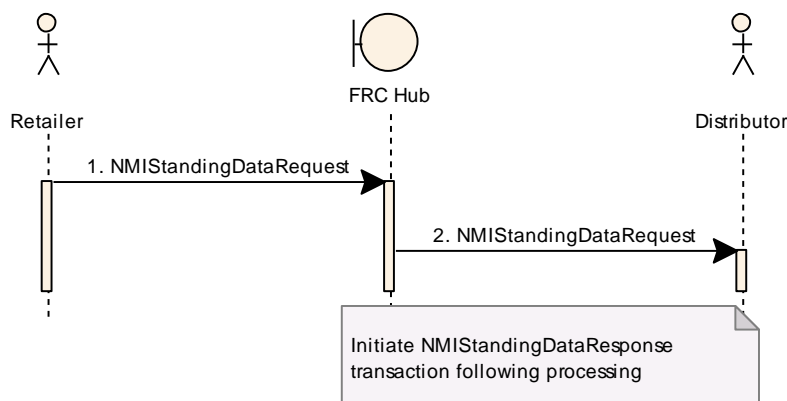 FRC Hub
Retailer
Distributor
1. NMIStandingDataRequest
2. NMIStandingDataRequest
Initiate NMIStandingDataResponse
transaction following processing